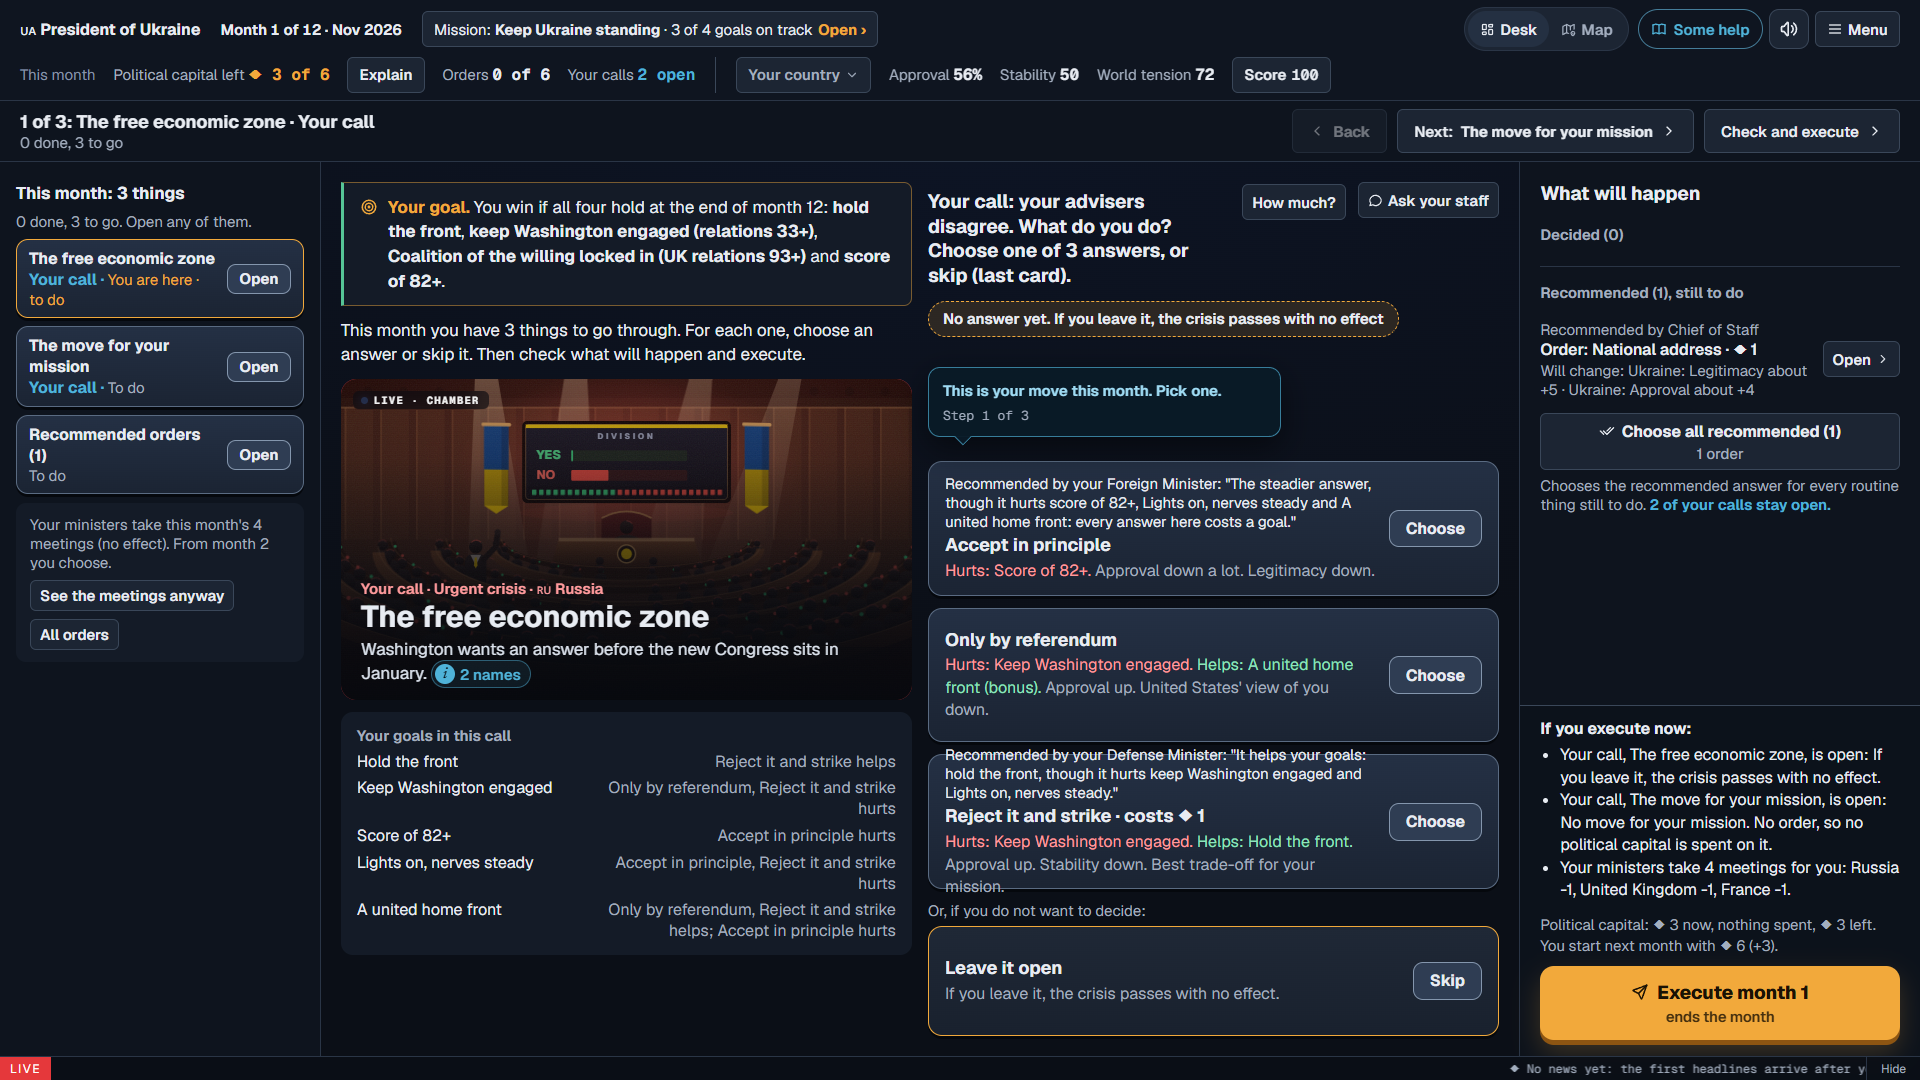 UA President of Ukraine
Month 1 of 12 · Nov 2026
Mission: Keep Ukraine standing · 3 of 4 goals on track Open ›
Desk
Map
Some help
Menu
This month
Political capital left ◆ 3 of 6
Explain
Orders 0 of 6
Your calls 2 open
Your country
Approval 56%
Stability 50
World tension 72
Score 100
1 of 3: The free economic zone · Your call
0 done, 3 to go
Back
Next: The move for your mission
Check and execute
This month: 3 things
0 done, 3 to go. Open any of them.
The free economic zone
Your call · You are here ·
to do
Open
The move for your
mission
Your call · To do
Open
Recommended orders
(1)
To do
Open
Your ministers take this month's 4
meetings (no effect). From month 2
you choose.
See the meetings anyway
All orders
Your goal. You win if all four hold at the end of month 12: hold
the front, keep Washington engaged (relations 33+),
Coalition of the willing locked in (UK relations 93+) and score
of 82+.
This month you have 3 things to go through. For each one, choose an
answer or skip it. Then check what will happen and execute.
LIVE · CHAMBER
DIVISION
YES
NO
Your call · Urgent crisis · RU Russia
The free economic zone
Washington wants an answer before the new Congress sits in
January. i 2 names
Your goals in this call
Hold the front
Reject it and strike helps
Keep Washington engaged
Only by referendum, Reject it and strike
hurts
Score of 82+
Accept in principle hurts
Lights on, nerves steady
Accept in principle, Reject it and strike
hurts
A united home front
Only by referendum, Reject it and strike
helps; Accept in principle hurts
Your call: your advisers
disagree. What do you do?
Choose one of 3 answers, or
skip (last card).
How much?
Ask your staff
No answer yet. If you leave it, the crisis passes with no effect
This is your move this month. Pick one.
Step 1 of 3
Recommended by your Foreign Minister: "The steadier answer,
though it hurts score of 82+, Lights on, nerves steady and A
united home front: every answer here costs a goal."
Accept in principle
Hurts: Score of 82+. Approval down a lot. Legitimacy down.
Choose
Only by referendum
Hurts: Keep Washington engaged. Helps: A united home
front (bonus). Approval up. United States' view of you
down.
Choose
Recommended by your Defense Minister: "It helps your goals:
hold the front, though it hurts keep Washington engaged and
Lights on, nerves steady."
Reject it and strike · costs ◆ 1
Hurts: Keep Washington engaged. Helps: Hold the front.
Approval up. Stability down. Best trade-off for your
mission.
Choose
Or, if you do not want to decide:
Leave it open
If you leave it, the crisis passes with no effect.
Skip
What will happen
Decided (0)
Recommended (1), still to do
Recommended by Chief of Staff
Order: National address · ◆ 1
Will change: Ukraine: Legitimacy about
+5 · Ukraine: Approval about +4
Open
Choose all recommended (1)
1 order
Chooses the recommended answer for every routine
thing still to do. 2 of your calls stay open.
If you execute now:
• Your call, The free economic zone, is open: If
you leave it, the crisis passes with no effect.
• Your call, The move for your mission, is open:
No move for your mission. No order, so no
political capital is spent on it.
• Your ministers take 4 meetings for you: Russia
-1, United Kingdom -1, France -1.
Political capital: ◆ 3 now, nothing spent, ◆ 3 left.
You start next month with ◆ 6 (+3).
Execute month 1
ends the month
LIVE
◆ No news yet: the first headlines arrive after y
Hide